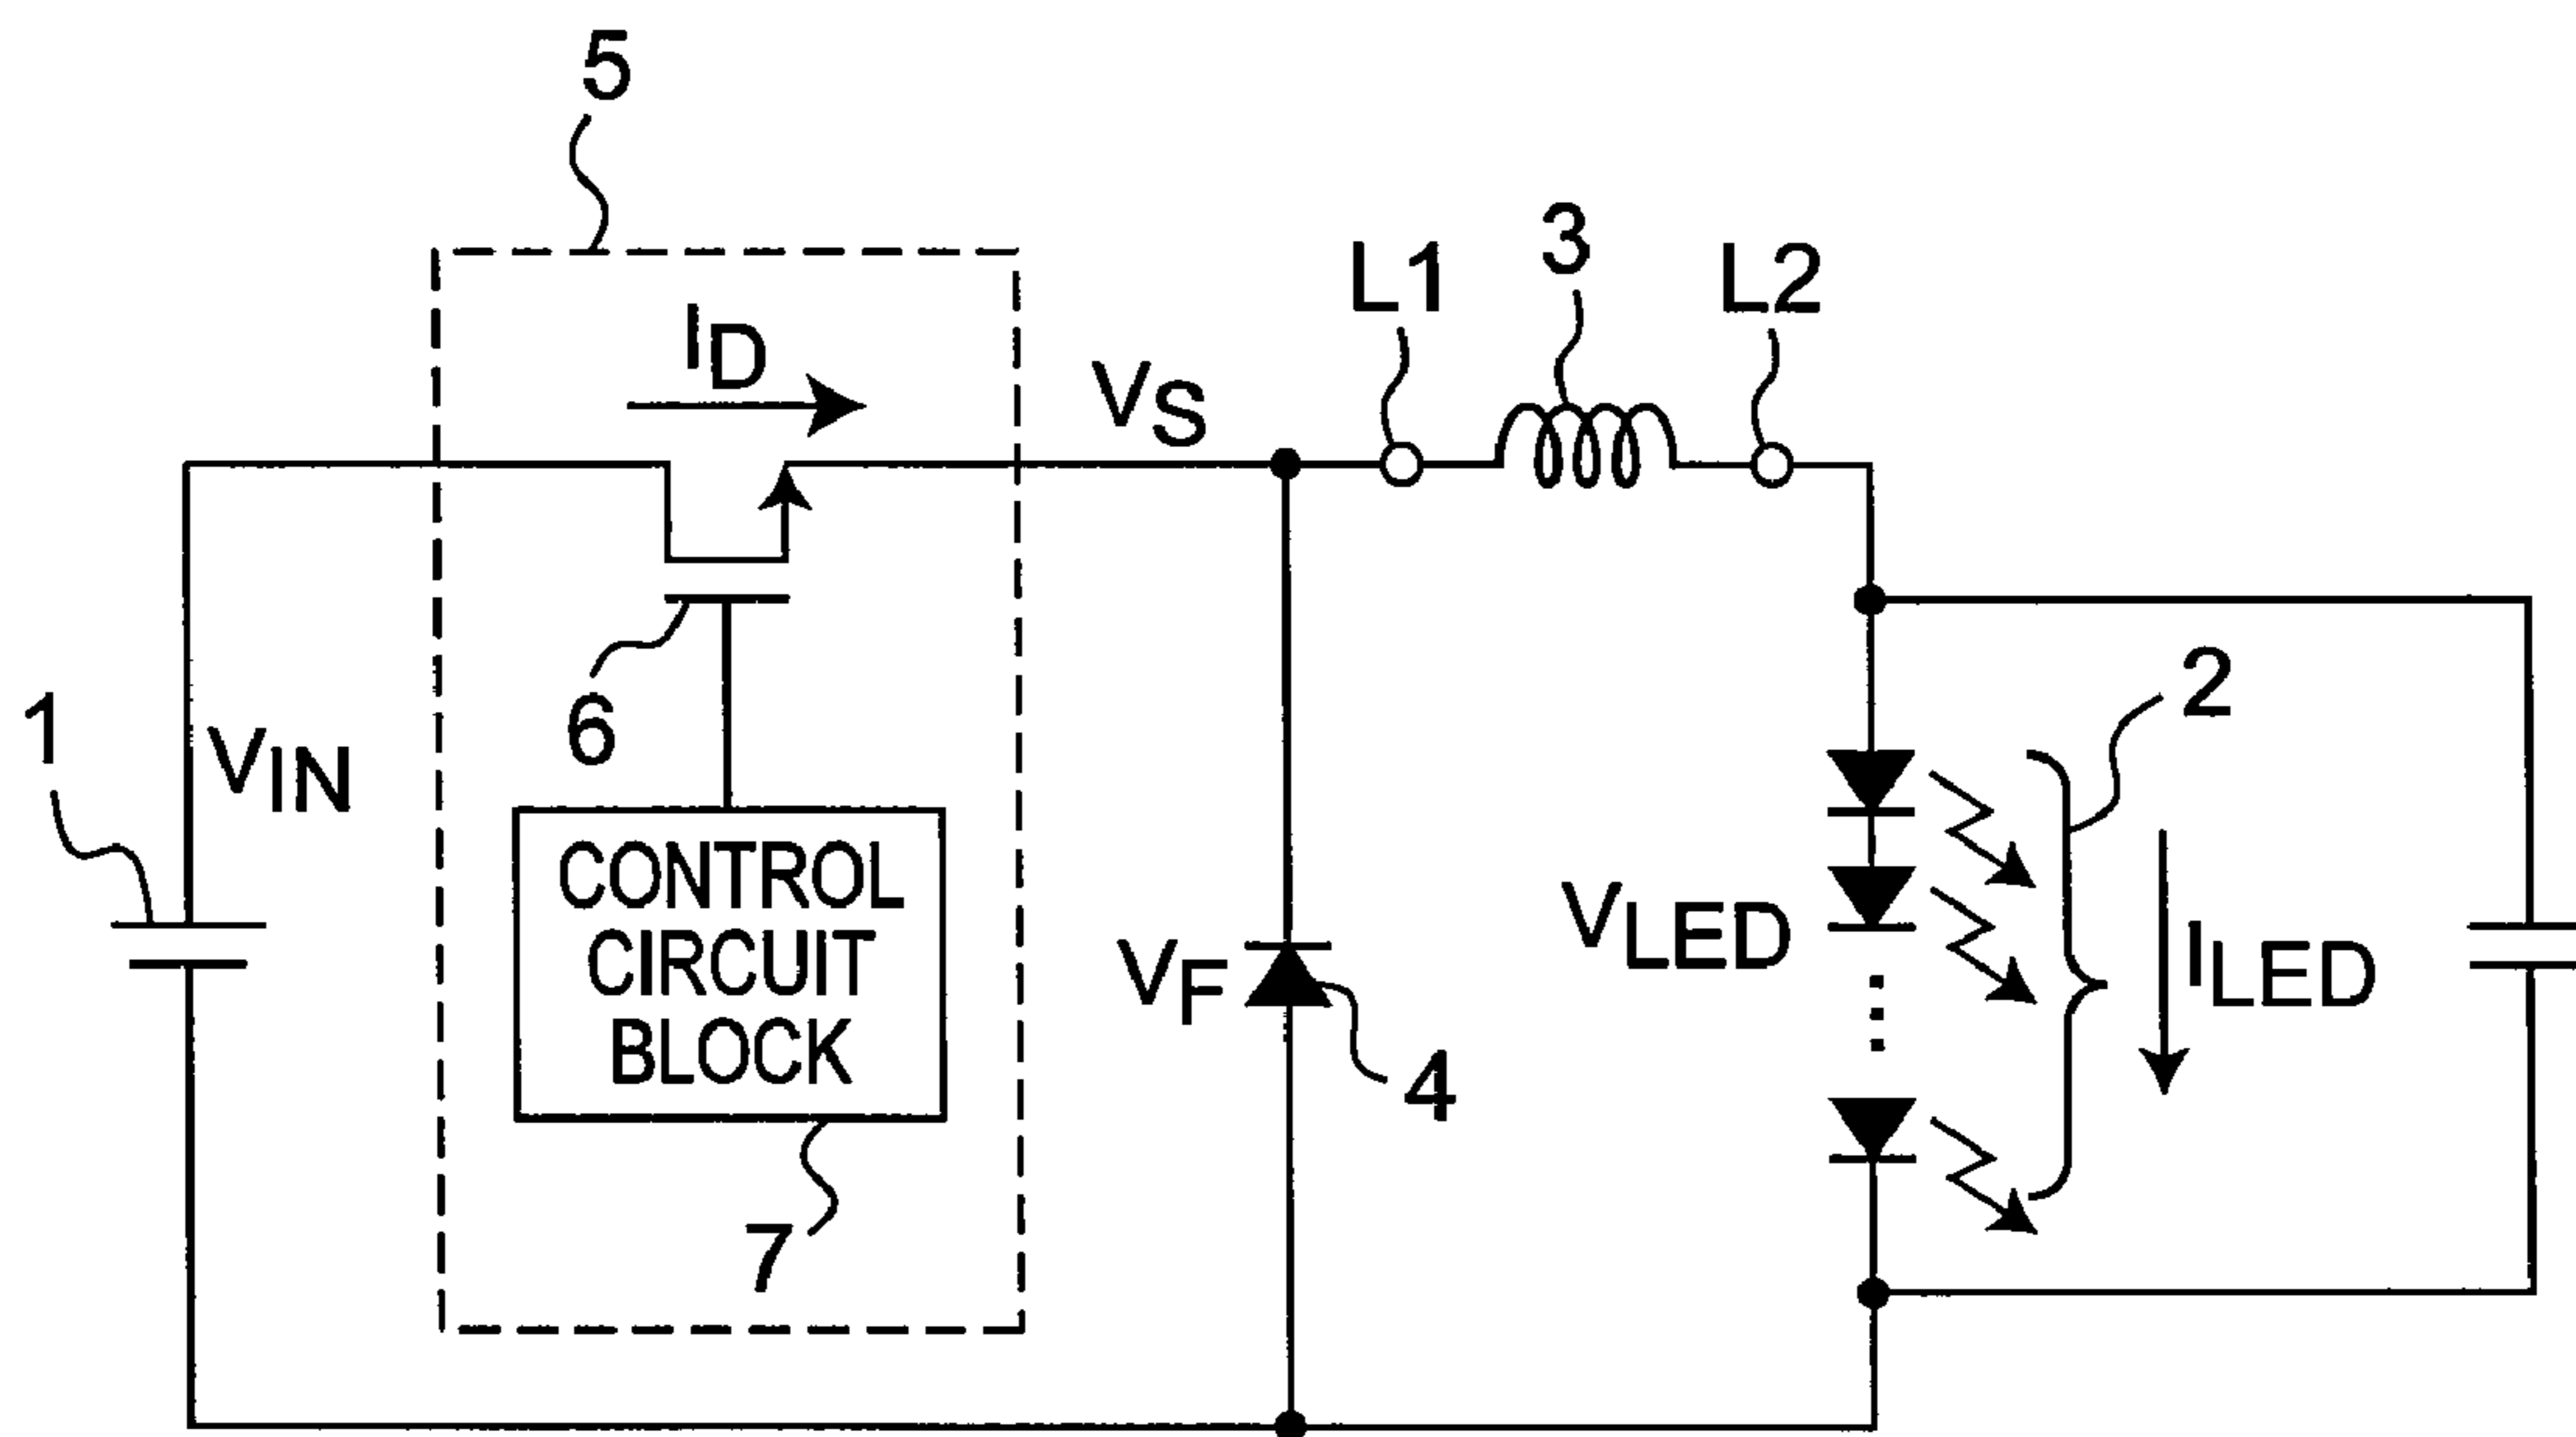 5
ID
VS
L1
3
L2
1
VIN
6
CONTROL
CIRCUIT
BLOCK
7
VF
4
VLED
2
ILED